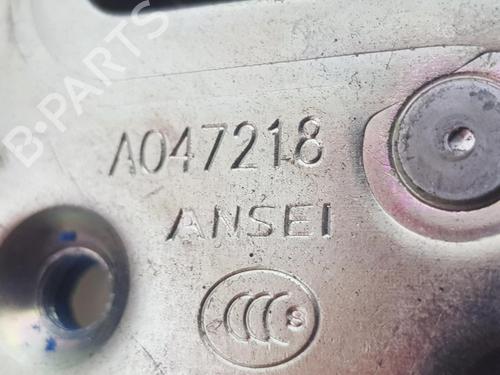 B-PARTS
A047218
ANSEI
CCC S